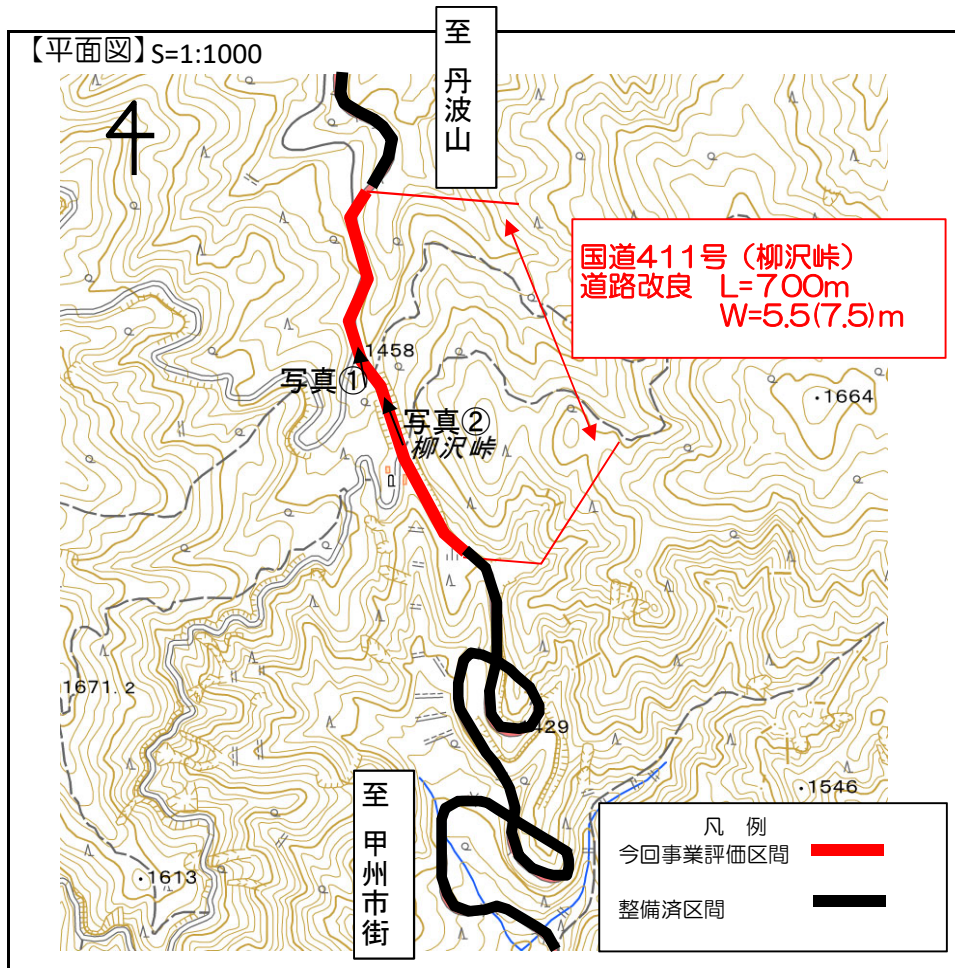 【平面図】S=1:1000
至 丹波山
国道411号（柳沢峠）
道路改良 L=700m
W=5.5(7.5)m
1458
写真①
・1664
写真②
柳沢峠
P
1671.2
429
・1546
至 甲州市街
・1613
凡 例
今回事業評価区間
整備済区間